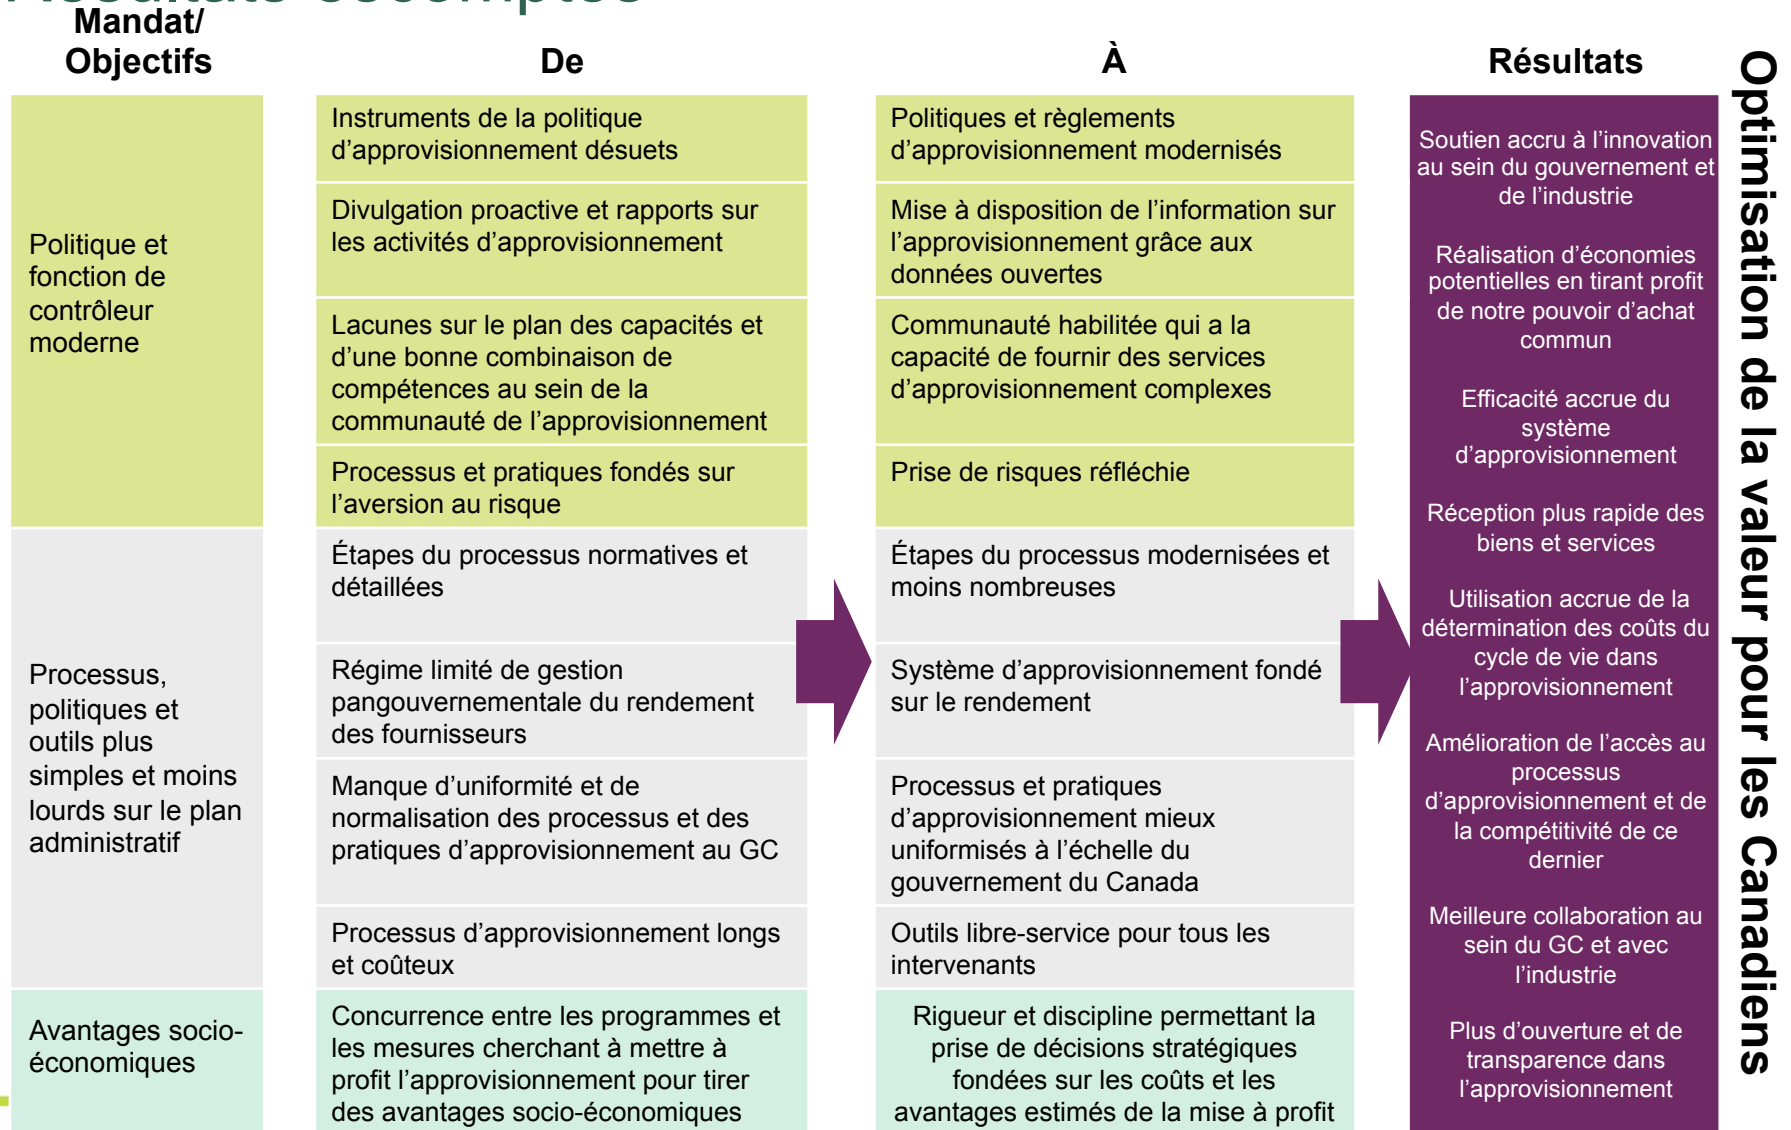 Résultats escomptés
Mandat/
Objectifs
De
À
Résultats
Politique et
fonction de
contrôleur
moderne
Instruments de la politique
d’approvisionnement désuets
Politiques et règlements
d’approvisionnement modernisés
Divulgation proactive et rapports sur
les activités d’approvisionnement
Mise à disposition de l’information sur
l’approvisionnement grâce aux
données ouvertes
Lacunes sur le plan des capacités et
d’une bonne combinaison de
compétences au sein de la
communauté de l’approvisionnement
Communauté habilitée qui a la
capacité de fournir des services
d’approvisionnement complexes
Processus et pratiques fondés sur
l’aversion au risque
Prise de risques réfléchie
Processus,
politiques et
outils plus
simples et moins
lourds sur le plan
administratif
Étapes du processus normatives et
détaillées
Étapes du processus modernisées et
moins nombreuses
Régime limité de gestion
pangouvernementale du rendement
des fournisseurs
Système d’approvisionnement fondé
sur le rendement
Manque d’uniformité et de
normalisation des processus et des
pratiques d’approvisionnement au GC
Processus et pratiques
d’approvisionnement mieux
uniformisés à l’échelle du
gouvernement du Canada
Processus d’approvisionnement longs
et coûteux
Outils libre-service pour tous les
intervenants
Avantages socio-
économiques
Concurrence entre les programmes et
les mesures cherchant à mettre à
profit l’approvisionnement pour tirer
des avantages socio-économiques
Rigueur et discipline permettant la
prise de décisions stratégiques
fondées sur les coûts et les
avantages estimés de la mise à profit
Soutien accru à l’innovation
au sein du gouvernement et
de l’industrie
Réalisation d’économies
potentielles en tirant profit
de notre pouvoir d’achat
commun
Efficacité accrue du
système
d’approvisionnement
Réception plus rapide des
biens et services
Utilisation accrue de la
détermination des coûts du
cycle de vie dans
l’approvisionnement
Amélioration de l’accès au
processus
d’approvisionnement et de
la compétitivité de ce
dernier
Meilleure collaboration au
sein du GC et avec
l’industrie
Plus d’ouverture et de
transparence dans
l’approvisionnement
Optimisation de la valeur pour les Canadiens